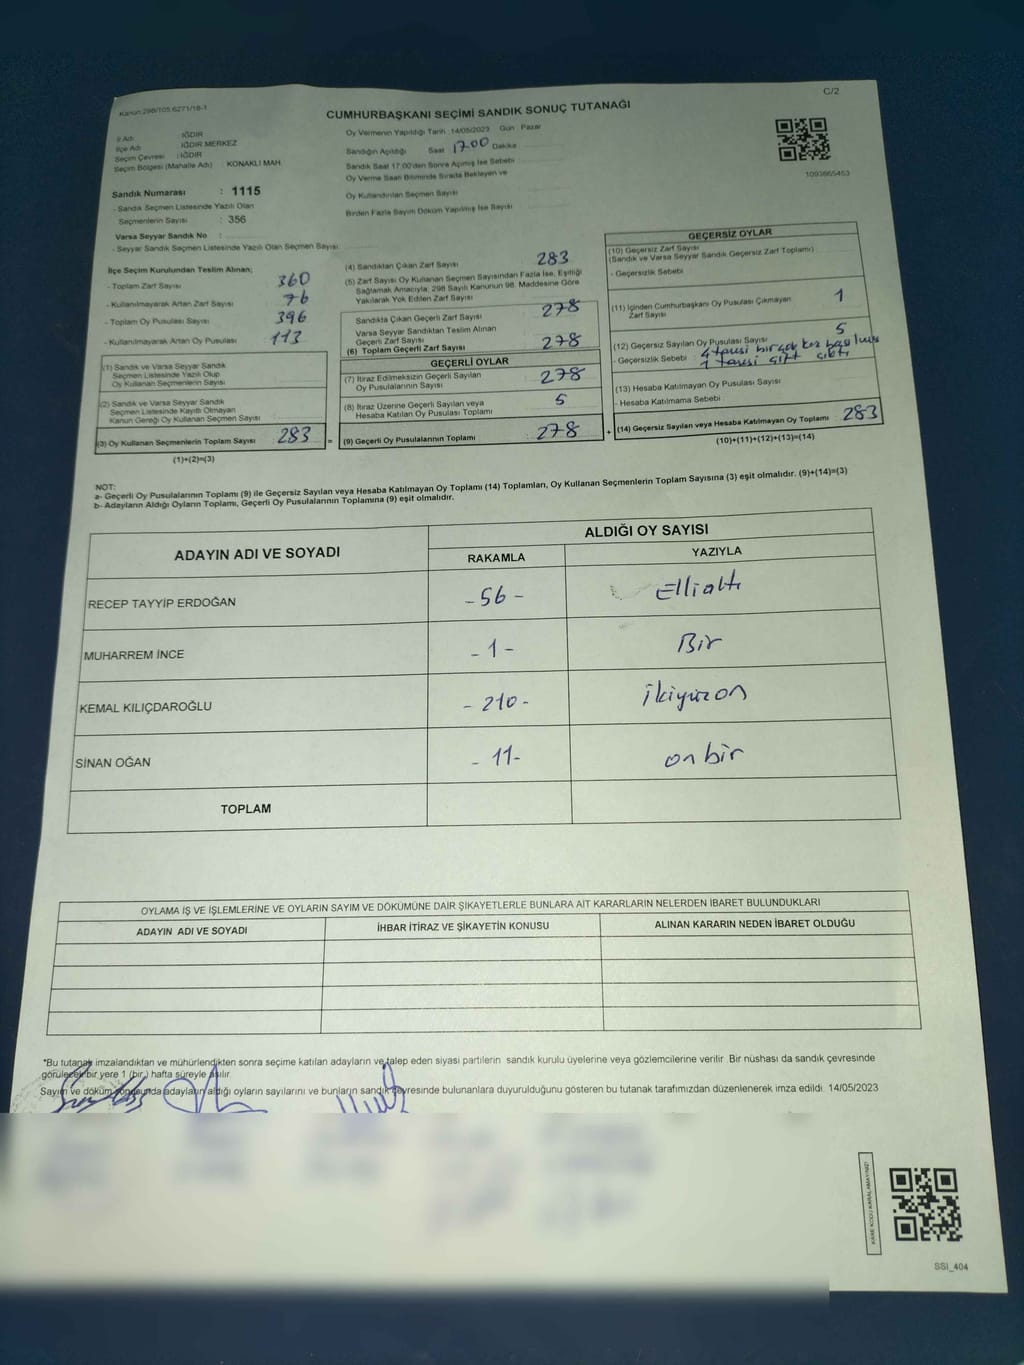 Kanun 298/105,6271/18-1
C/2
CUMHURBAŞKANI SEÇİMİ SANDIK SONUÇ TUTANAĞI
İl Adı : IĞDIR
İlçe Adı : IĞDIR MERKEZ
Seçim Çevresi : IĞDIR
Seçim Bölgesi (Mahalle Adı) KONAKLI MAH
Sandık Numarası : 1115
- Sandık Seçmen Listesinde Yazılı Olan
Seçmenlerin Sayısı : 356
Varsa Seyyar Sandık No :
- Seyyar Sandık Seçmen Listesinde Yazılı Olan Seçmen Sayısı
Oy Vermenin Yapıldığı Tarih 14/05/2023 Gün : Pazar
Sandığın Açıldığı Saat 17.00 Dakika
Sandık Saat 17:00'den Sonra Açılmış İse Sebebi
Oy Verme Saati Bitiminde Sırada Bekleyen ve
Oy Kullandırılan Seçmen Sayısı
Birden Fazla Sayım Döküm Yapılmış İse Sayısı
1093665453
İlçe Seçim Kurulundan Teslim Alınan;
- Toplam Zarf Sayısı 360
- Kullanılmayarak Artan Zarf Sayısı 76
- Toplam Oy Pusulası Sayısı 396
- Kullanılmayarak Artan Oy Pusulası 113
(1) Sandık ve Varsa Seyyar Sandık
Seçmen Listesinde Yazılı Olup
Oy Kullanan Seçmenlerin Sayısı
(2) Sandık ve Varsa Seyyar Sandık
Seçmen Listesinde Kayıtlı Olmayan
Kanun Gereği Oy Kullanan Seçmen Sayısı
(3) Oy Kullanan Seçmenlerin Toplam Sayısı 283
(1)+(2)=(3)
(4) Sandıktan Çıkan Zarf Sayısı 283
(5) Zarf Sayısı Oy Kullanan Seçmen Sayısından Fazla İse, Eşitliği
Sağlamak Amacıyla, 298 Sayılı Kanunun 98. Maddesine Göre
Yakılarak Yok Edilen Zarf Sayısı
Sandıkta Çıkan Geçerli Zarf Sayısı 278
Varsa Seyyar Sandıktan Teslim Alınan
Geçerli Zarf Sayısı
(6) Toplam Geçerli Zarf Sayısı 278
GEÇERLİ OYLAR
(7) İtiraz Edilmeksizin Geçerli Sayılan
Oy Pusulalarının Sayısı 278
(8) İtiraz Üzerine Geçerli Sayılan veya
Hesaba Katılan Oy Pusulası Toplamı 5
= (9) Geçerli Oy Pusulalarının Toplamı 278
GEÇERSİZ OYLAR
(10) Geçersiz Zarf Sayısı
(Sandık ve Varsa Seyyar Sandık Geçersiz Zarf Toplamı)
- Geçersizlik Sebebi
(11) İçinden Cumhurbaşkanı Oy Pusulası Çıkmayan
Zarf Sayısı 1
(12) Geçersiz Sayılan Oy Pusulası Sayısı 5
- Geçersizlik Sebebi 4 tanesi birçok kez basılmış
1 tanesi çift çıktı
(13) Hesaba Katılmayan Oy Pusulası Sayısı
- Hesaba Katılmama Sebebi
+ (14) Geçersiz Sayılan veya Hesaba Katılmayan Oy Toplamı 283
(10)+(11)+(12)+(13)=(14)
NOT:
a- Geçerli Oy Pusulalarının Toplamı (9) ile Geçersiz Sayılan veya Hesaba Katılmayan Oy Toplamı (14) Toplamları, Oy Kullanan Seçmenlerin Toplam Sayısına (3) eşit olmalıdır. (9)+(14)=(3)
b- Adayların Aldığı Oyların Toplamı, Geçerli Oy Pusulalarının Toplamına (9) eşit olmalıdır.
ADAYIN ADI VE SOYADI ALDIĞI OY SAYISI
RAKAMLA YAZIYLA
RECEP TAYYİP ERDOĞAN - 56 - Elli altı
MUHARREM İNCE - 1 - Bir
KEMAL KILIÇDAROĞLU - 210 - ikiyüzon
SİNAN OĞAN - 11 - on bir
TOPLAM
OYLAMA İŞ VE İŞLEMLERİNE VE OYLARIN SAYIM VE DÖKÜMÜNE DAİR ŞİKAYETLERLE BUNLARA AİT KARARLARIN NELERDEN İBARET BULUNDUKLARI
ADAYIN ADI VE SOYADI İHBAR İTİRAZ VE ŞİKAYETİN KONUSU ALINAN KARARIN NEDEN İBARET OLDUĞU
*Bu tutanak imzalandıktan ve mühürlendikten sonra seçime katılan adayların ve talep eden siyasi partilerin sandık kurulu üyelerine veya gözlemcilerine verilir. Bir nüshası da sandık çevresinde
görülecek bir yere 1 (bir) hafta süreyle asılır.
Sayım ve döküm sonucunda adayların aldığı oyların sayılarını ve bunların sandık çevresinde bulunanlara duyurulduğunu gösteren bu tutanak tarafımızdan düzenlenerek imza edildi 14/05/2023
KARE KODU KARALAMAYINIZ!
SSİ_404